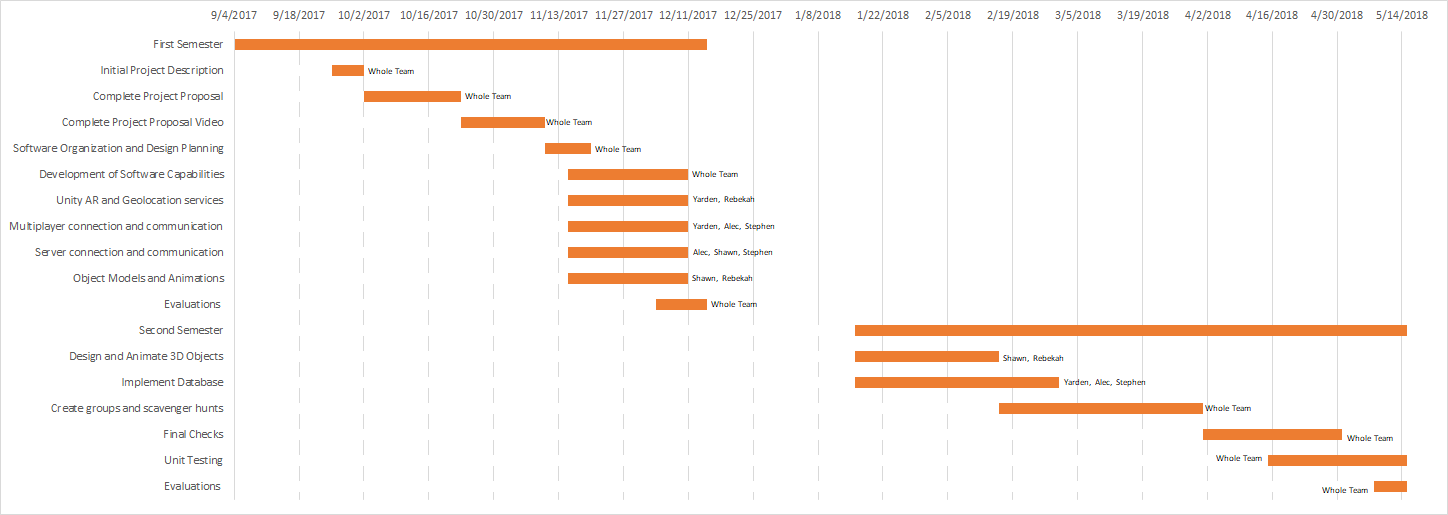 9/4/2017 9/18/2017 10/2/2017 10/16/2017 10/30/2017 11/13/2017 11/27/2017 12/11/2017 12/25/2017 1/8/2018 1/22/2018 2/5/2018 2/19/2018 3/5/2018 3/19/2018 4/2/2018 4/16/2018 4/30/2018 5/14/2018
First Semester
Initial Project Description Whole Team
Complete Project Proposal Whole Team
Complete Project Proposal Video Whole Team
Software Organization and Design Planning Whole Team
Development of Software Capabilities Whole Team
Unity AR and Geolocation services Yarden, Rebekah
Multiplayer connection and communication Yarden, Alec, Stephen
Server connection and communication Alec, Shawn, Stephen
Object Models and Animations Shawn, Rebekah
Evaluations Whole Team
Second Semester
Design and Animate 3D Objects Shawn, Rebekah
Implement Database Yarden, Alec, Stephen
Create groups and scavenger hunts Whole Team
Final Checks Whole Team
Unit Testing Whole Team
Evaluations Whole Team